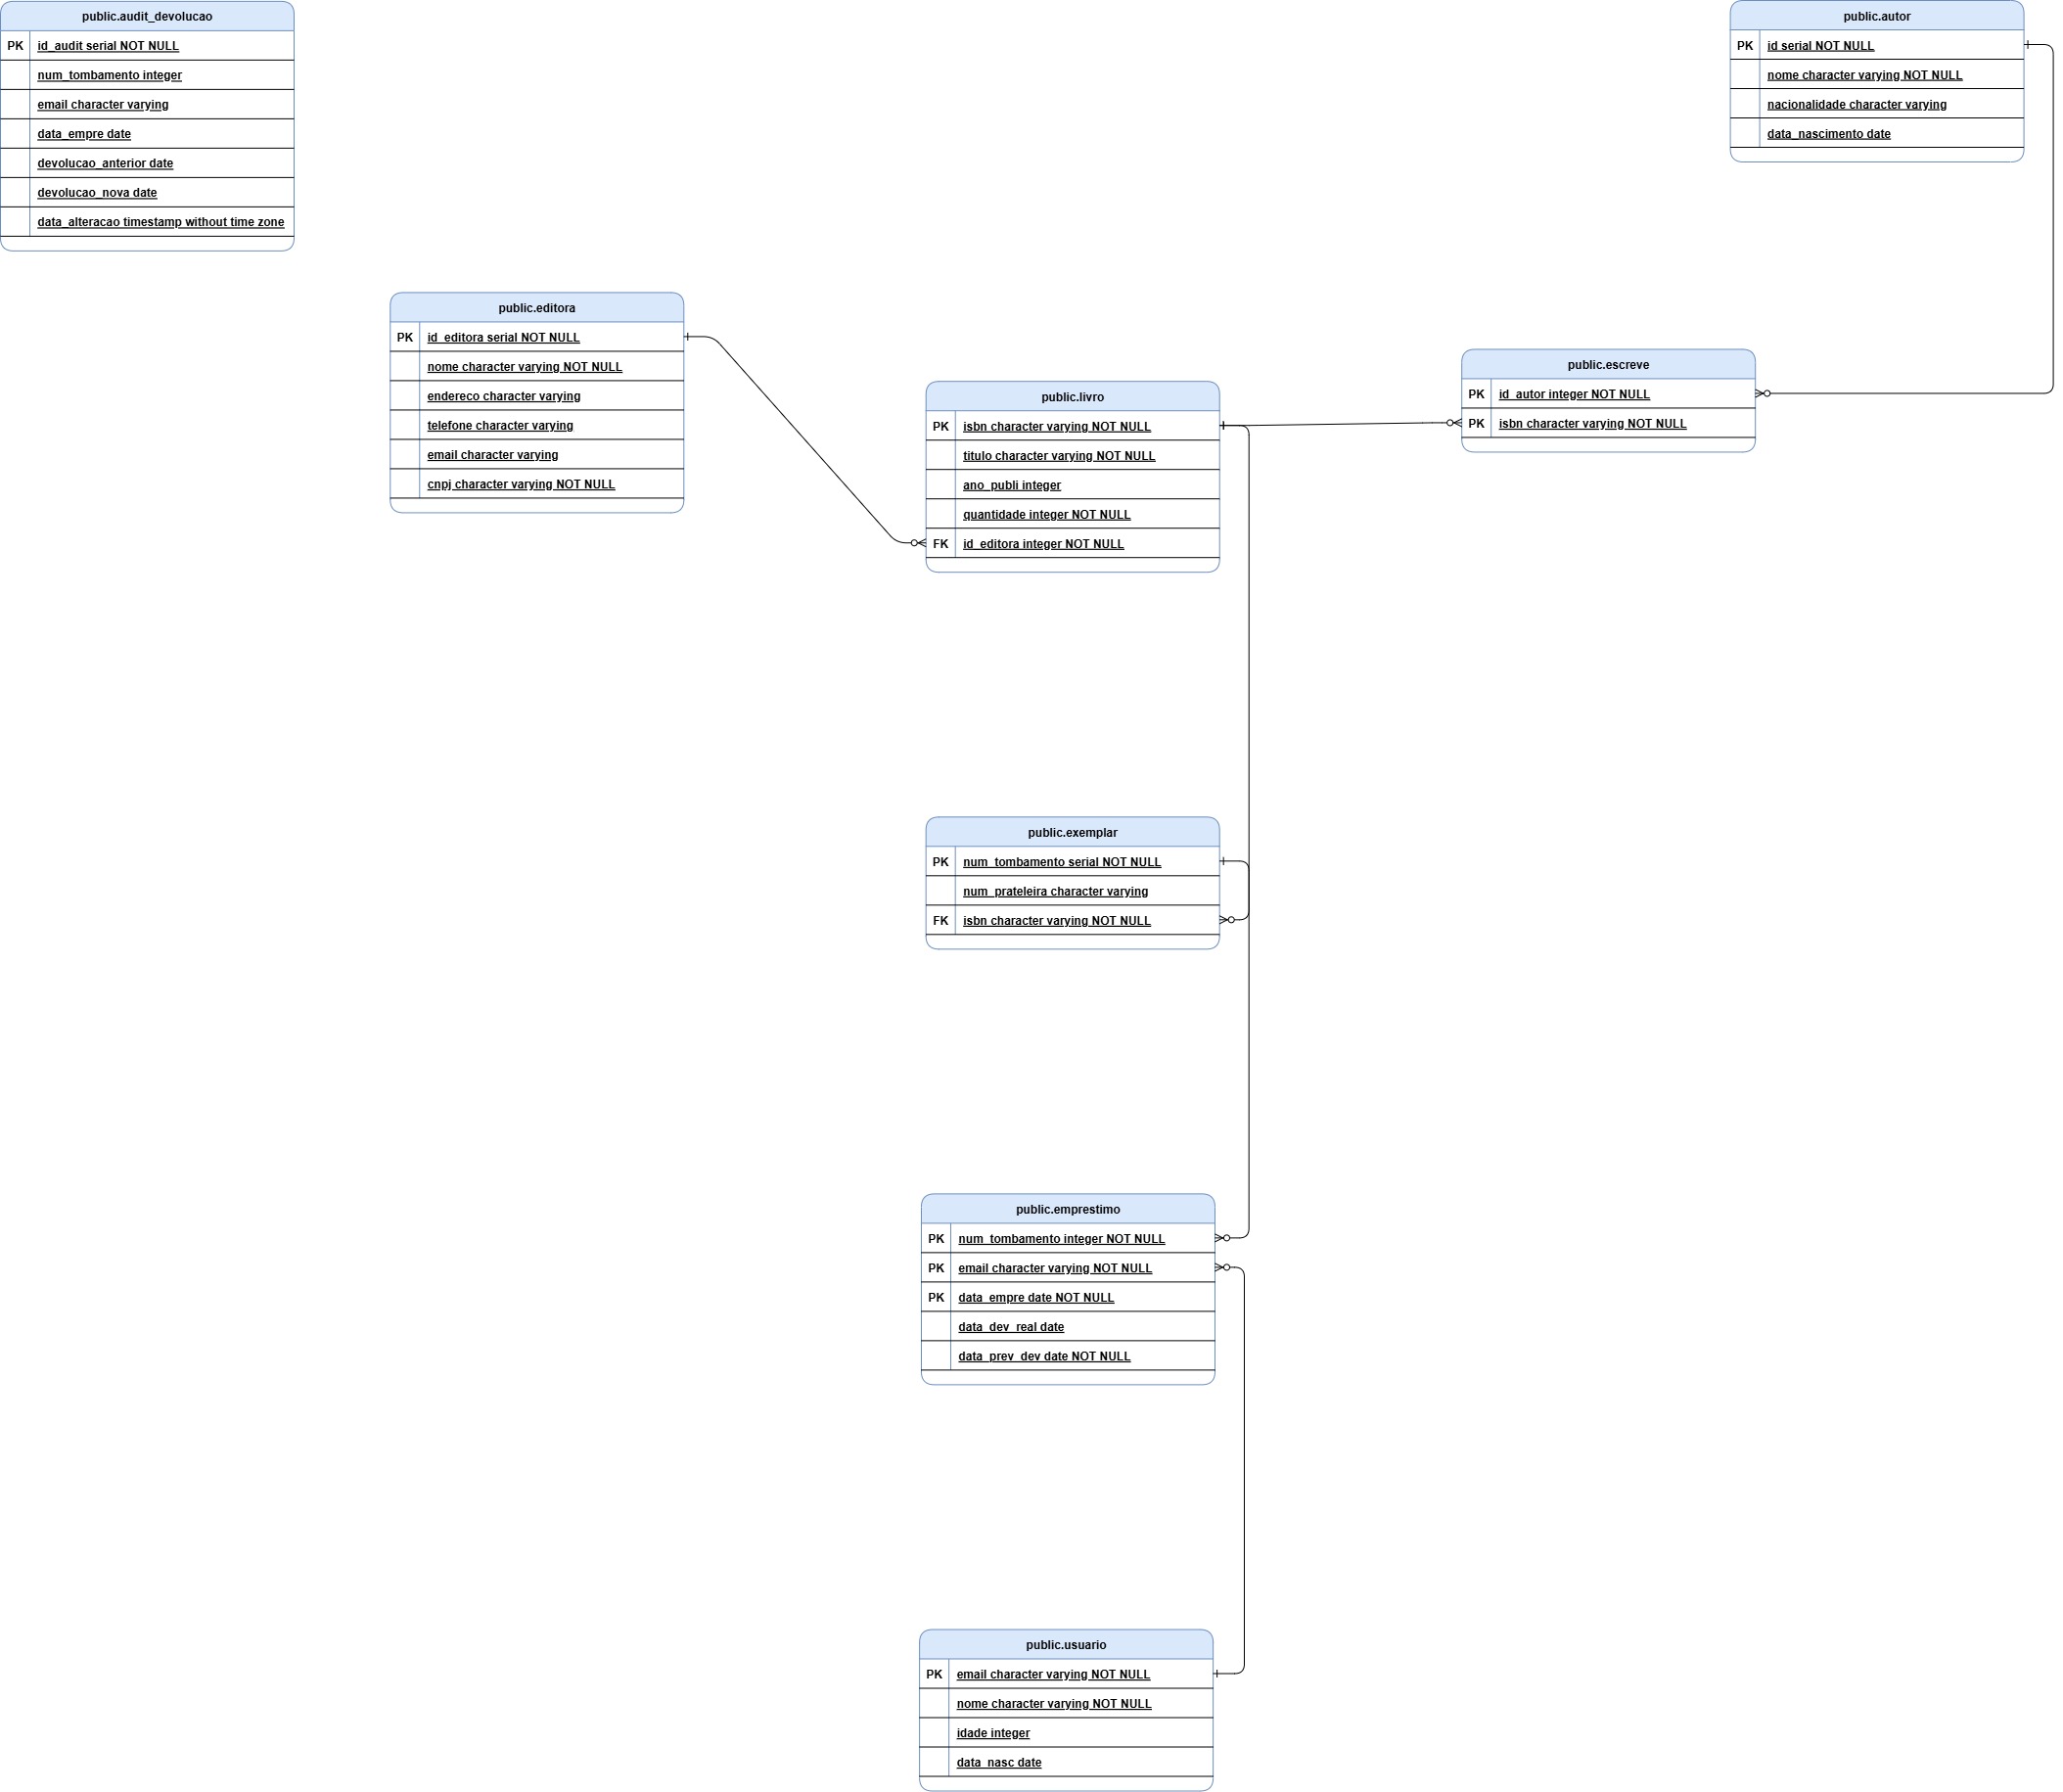 public.audit_devolucao
PK id_audit serial NOT NULL
num_tombamento integer
email character varying
data_empre date
devolucao_anterior date
devolucao_nova date
data_alteracao timestamp without time zone
public.autor
PK id serial NOT NULL
nome character varying NOT NULL
nacionalidade character varying
data_nascimento date
public.editora
PK id_editora serial NOT NULL
nome character varying NOT NULL
endereco character varying
telefone character varying
email character varying
cnpj character varying NOT NULL
public.livro
PK isbn character varying NOT NULL
titulo character varying NOT NULL
ano_publi integer
quantidade integer NOT NULL
FK id_editora integer NOT NULL
public.escreve
PK id_autor integer NOT NULL
PK isbn character varying NOT NULL
public.exemplar
PK num_tombamento serial NOT NULL
num_prateleira character varying
FK isbn character varying NOT NULL
public.emprestimo
PK num_tombamento integer NOT NULL
PK email character varying NOT NULL
PK data_empre date NOT NULL
data_dev_real date
data_prev_dev date NOT NULL
public.usuario
PK email character varying NOT NULL
nome character varying NOT NULL
idade integer
data_nasc date